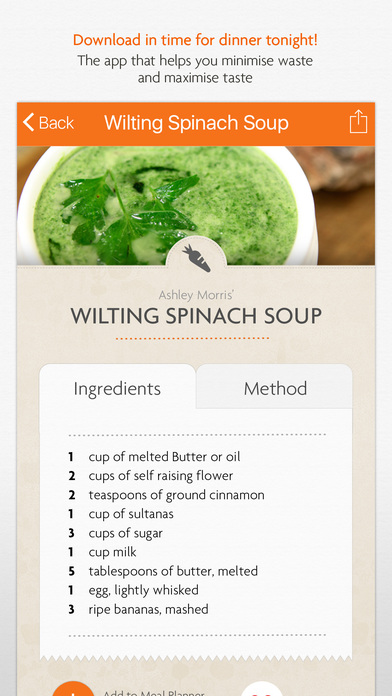 Download in time for dinner tonight!
The app that helps you minimise waste
and maximise taste
Back
Wilting Spinach Soup
Ashley Morris'
WILTING SPINACH SOUP
Ingredients
Method
1 cup of melted Butter or oil
2 cups of self raising flower
2 teaspoons of ground cinnamon
1 cup of sultanas
3 cups of sugar
1 cup milk
5 tablespoons of butter, melted
1 egg, lightly whisked
3 ripe bananas, mashed
Add to Meal Planner